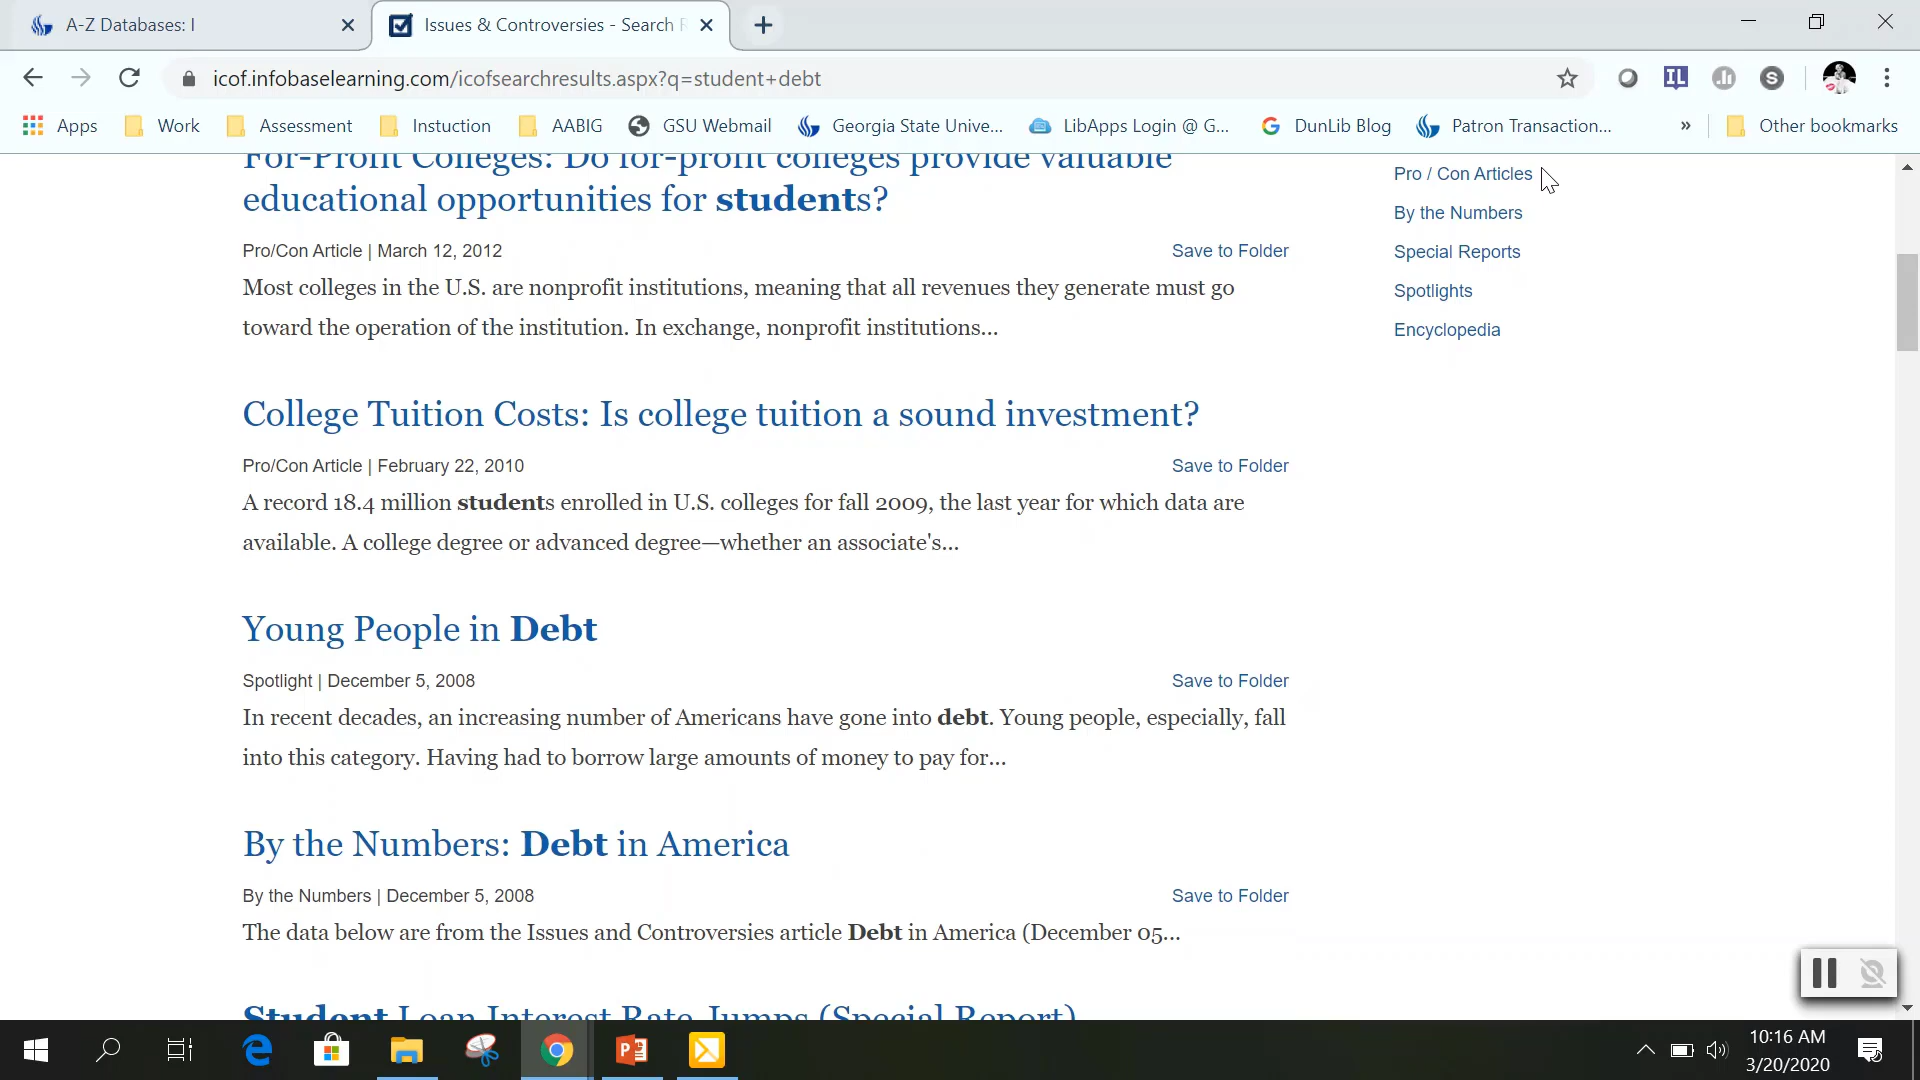 A-Z Databases: I
Issues & Controversies - Search R
icof.infobaselearning.com/icofsearchresults.aspx?q=student+debt
IL
S
Apps
Work
Assessment
Instuction
AABIG
GSU Webmail
Georgia State Unive...
LibApps Login @ G...
DunLib Blog
Patron Transaction...
»
Other bookmarks
For-Profit Colleges: Do for-profit colleges provide valuable
educational opportunities for students?
Pro/Con Article | March 12, 2012
Save to Folder
Most colleges in the U.S. are nonprofit institutions, meaning that all revenues they generate must go
toward the operation of the institution. In exchange, nonprofit institutions...
College Tuition Costs: Is college tuition a sound investment?
Pro/Con Article | February 22, 2010
Save to Folder
A record 18.4 million students enrolled in U.S. colleges for fall 2009, the last year for which data are
available. A college degree or advanced degree—whether an associate's...
Young People in Debt
Spotlight | December 5, 2008
Save to Folder
In recent decades, an increasing number of Americans have gone into debt. Young people, especially, fall
into this category. Having had to borrow large amounts of money to pay for...
By the Numbers: Debt in America
By the Numbers | December 5, 2008
Save to Folder
The data below are from the Issues and Controversies article Debt in America (December 05...
Student Loan Interest Rate Jumps (Special Report)
Pro / Con Articles
By the Numbers
Special Reports
Spotlights
Encyclopedia
10:16 AM
3/20/2020